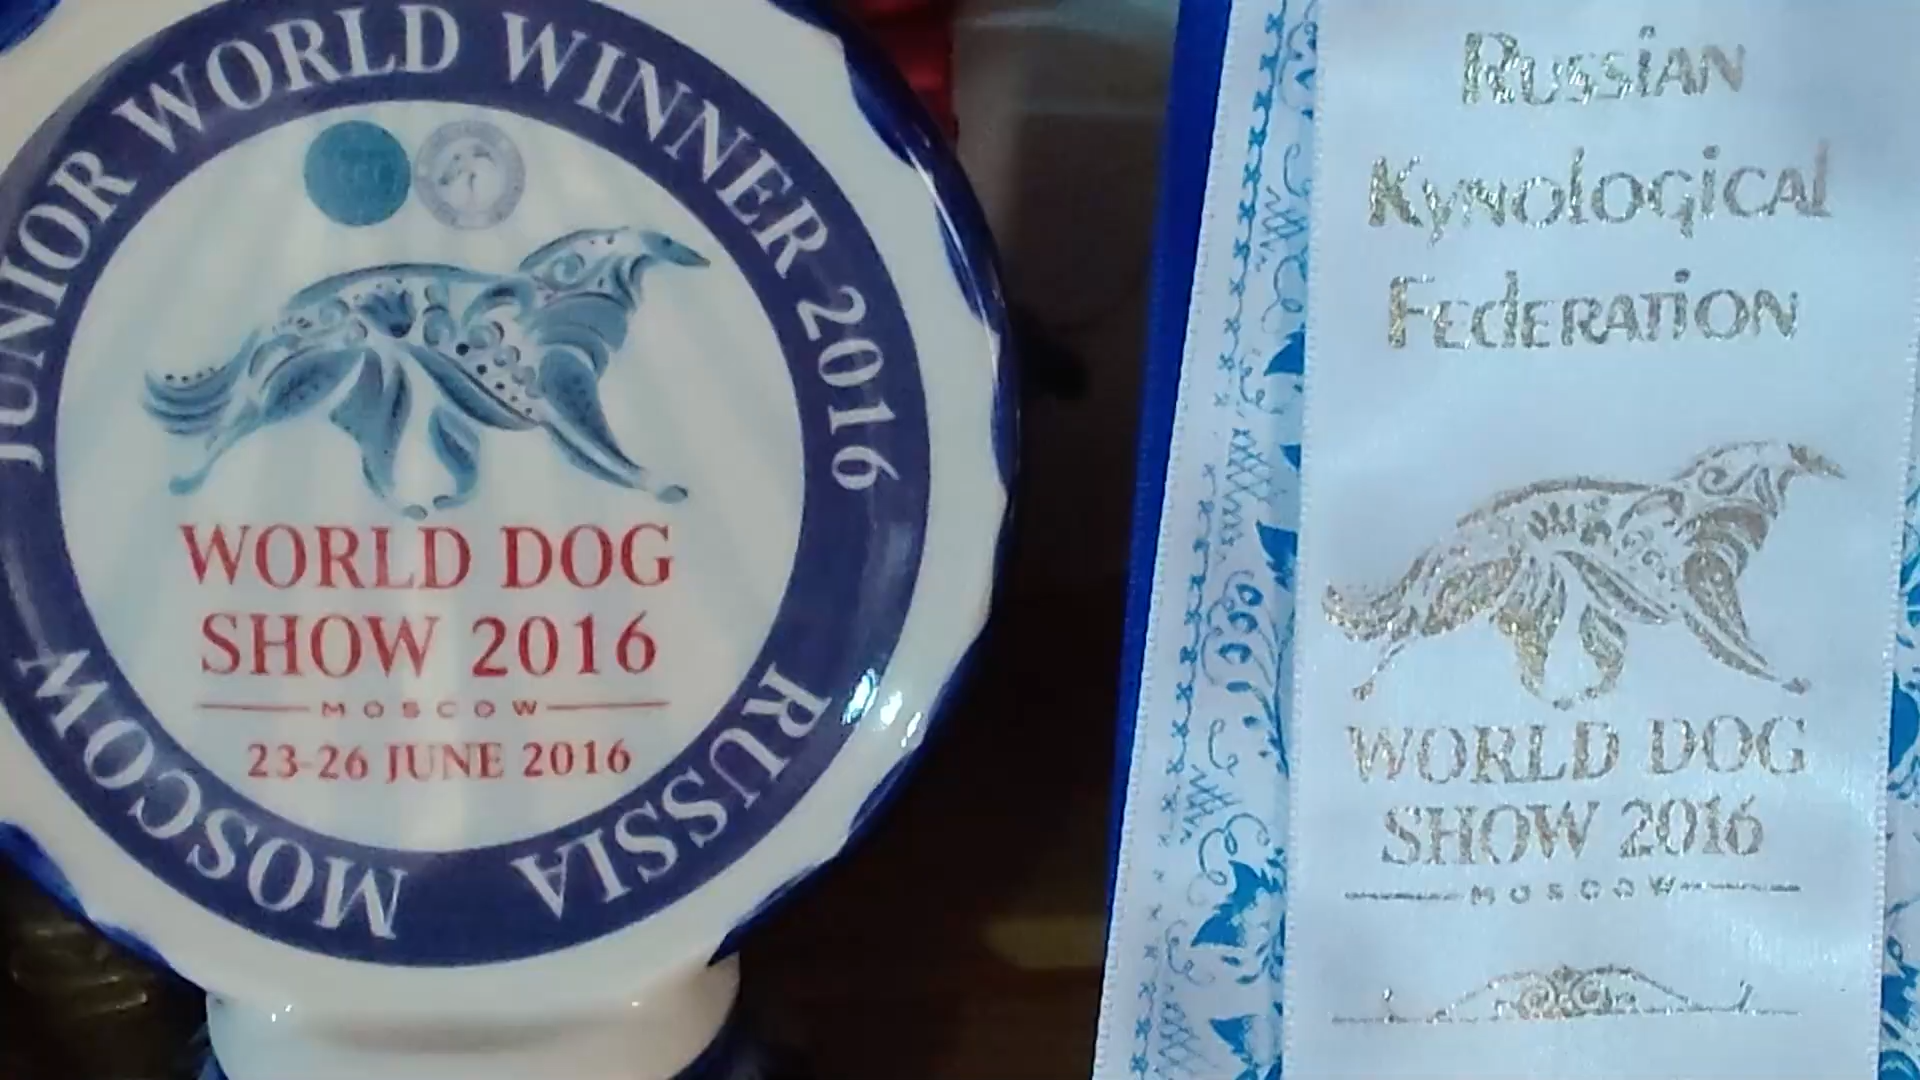 JUNIOR WORLD WINNER 2016
WORLD DOG
SHOW 2016
MOSCOW
23-26 JUNE 2016
MOSCOW RUSSIA
Russian
Kynological
Federation
WORLD DOG
SHOW 2016
MOSCOW